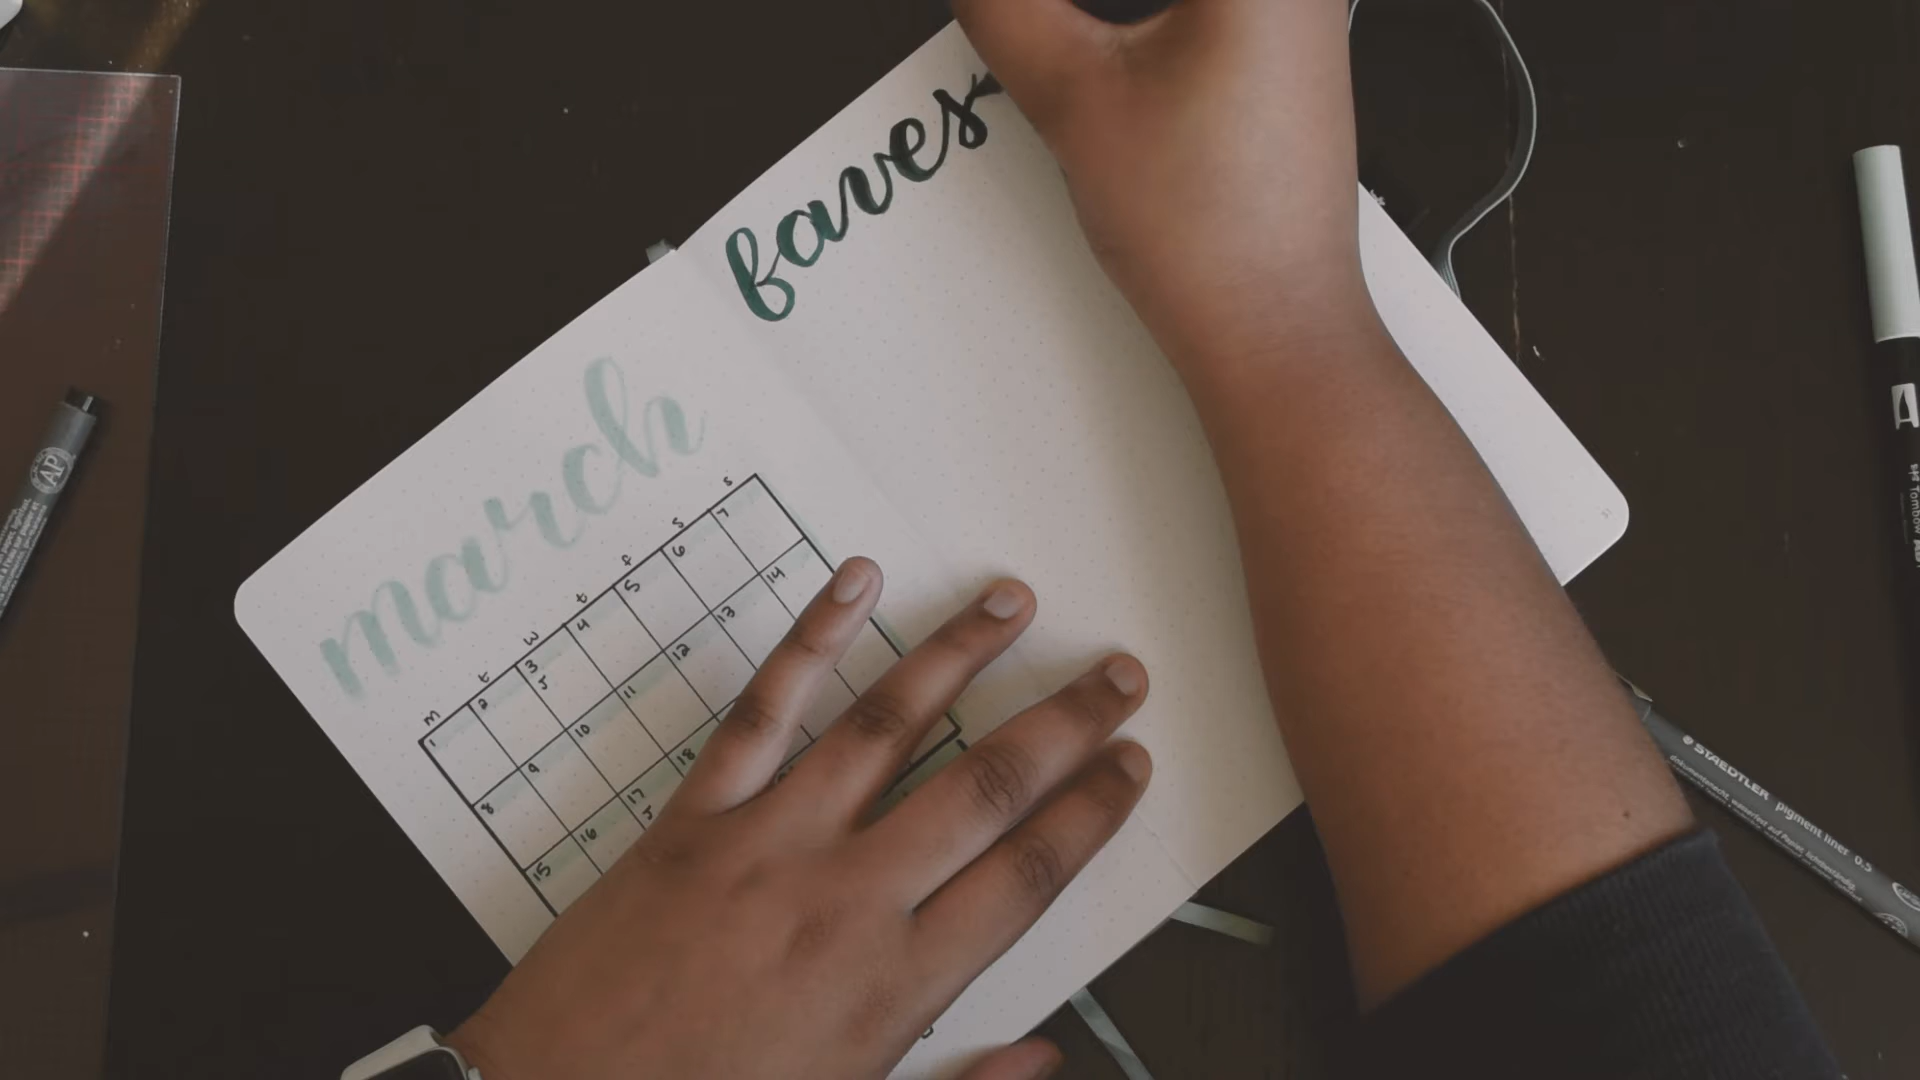 faves
march
m t w t f s s
1 2 3 4 5 6 7
8 9 10 11 12 13 14
15 16 17 18
AP
STAEDTLER pigment liner 0.5
Tombow